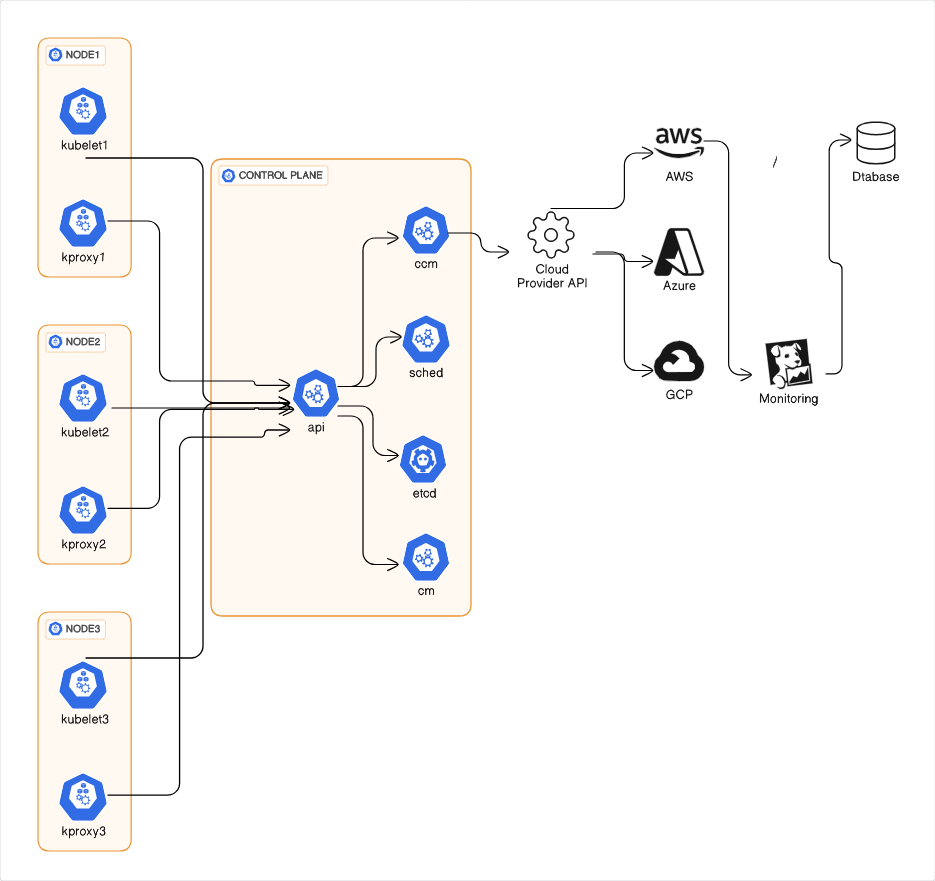 NODE1
kubelet1
kproxy1
NODE2
kubelet2
kproxy2
NODE3
kubelet3
kproxy3
CONTROL PLANE
api
ccm
sched
etcd
cm
Cloud
Provider API
aws
AWS
Azure
GCP
/
Monitoring
Dtabase